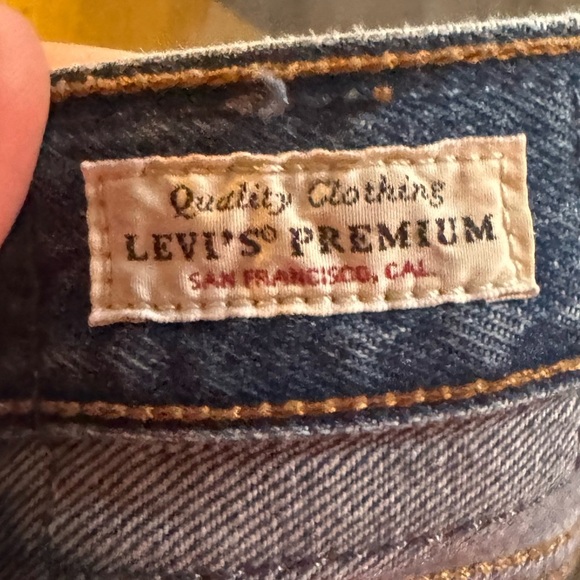 Quality Clothing
LEVI'S® PREMIUM
SAN FRANCISCO, CAL.